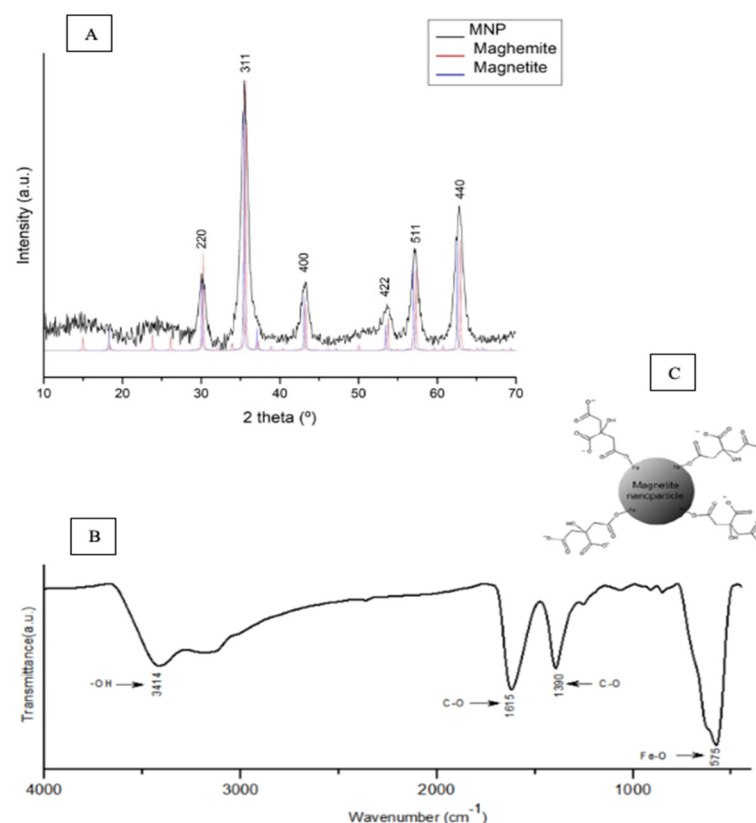 A
MNP
Maghemite
Magnetite
311
440
220
511
400
422
Intensity (a.u.)
10 20 30 40 50 60 70
2 theta (º)
C
Magnetite
nanoparticle
B
Transmittance(a.u.)
-OH
3414
C-O
1615
1390
C-O
Fe-O
575
4000 3000 2000 1000
Wavenumber (cm-1)